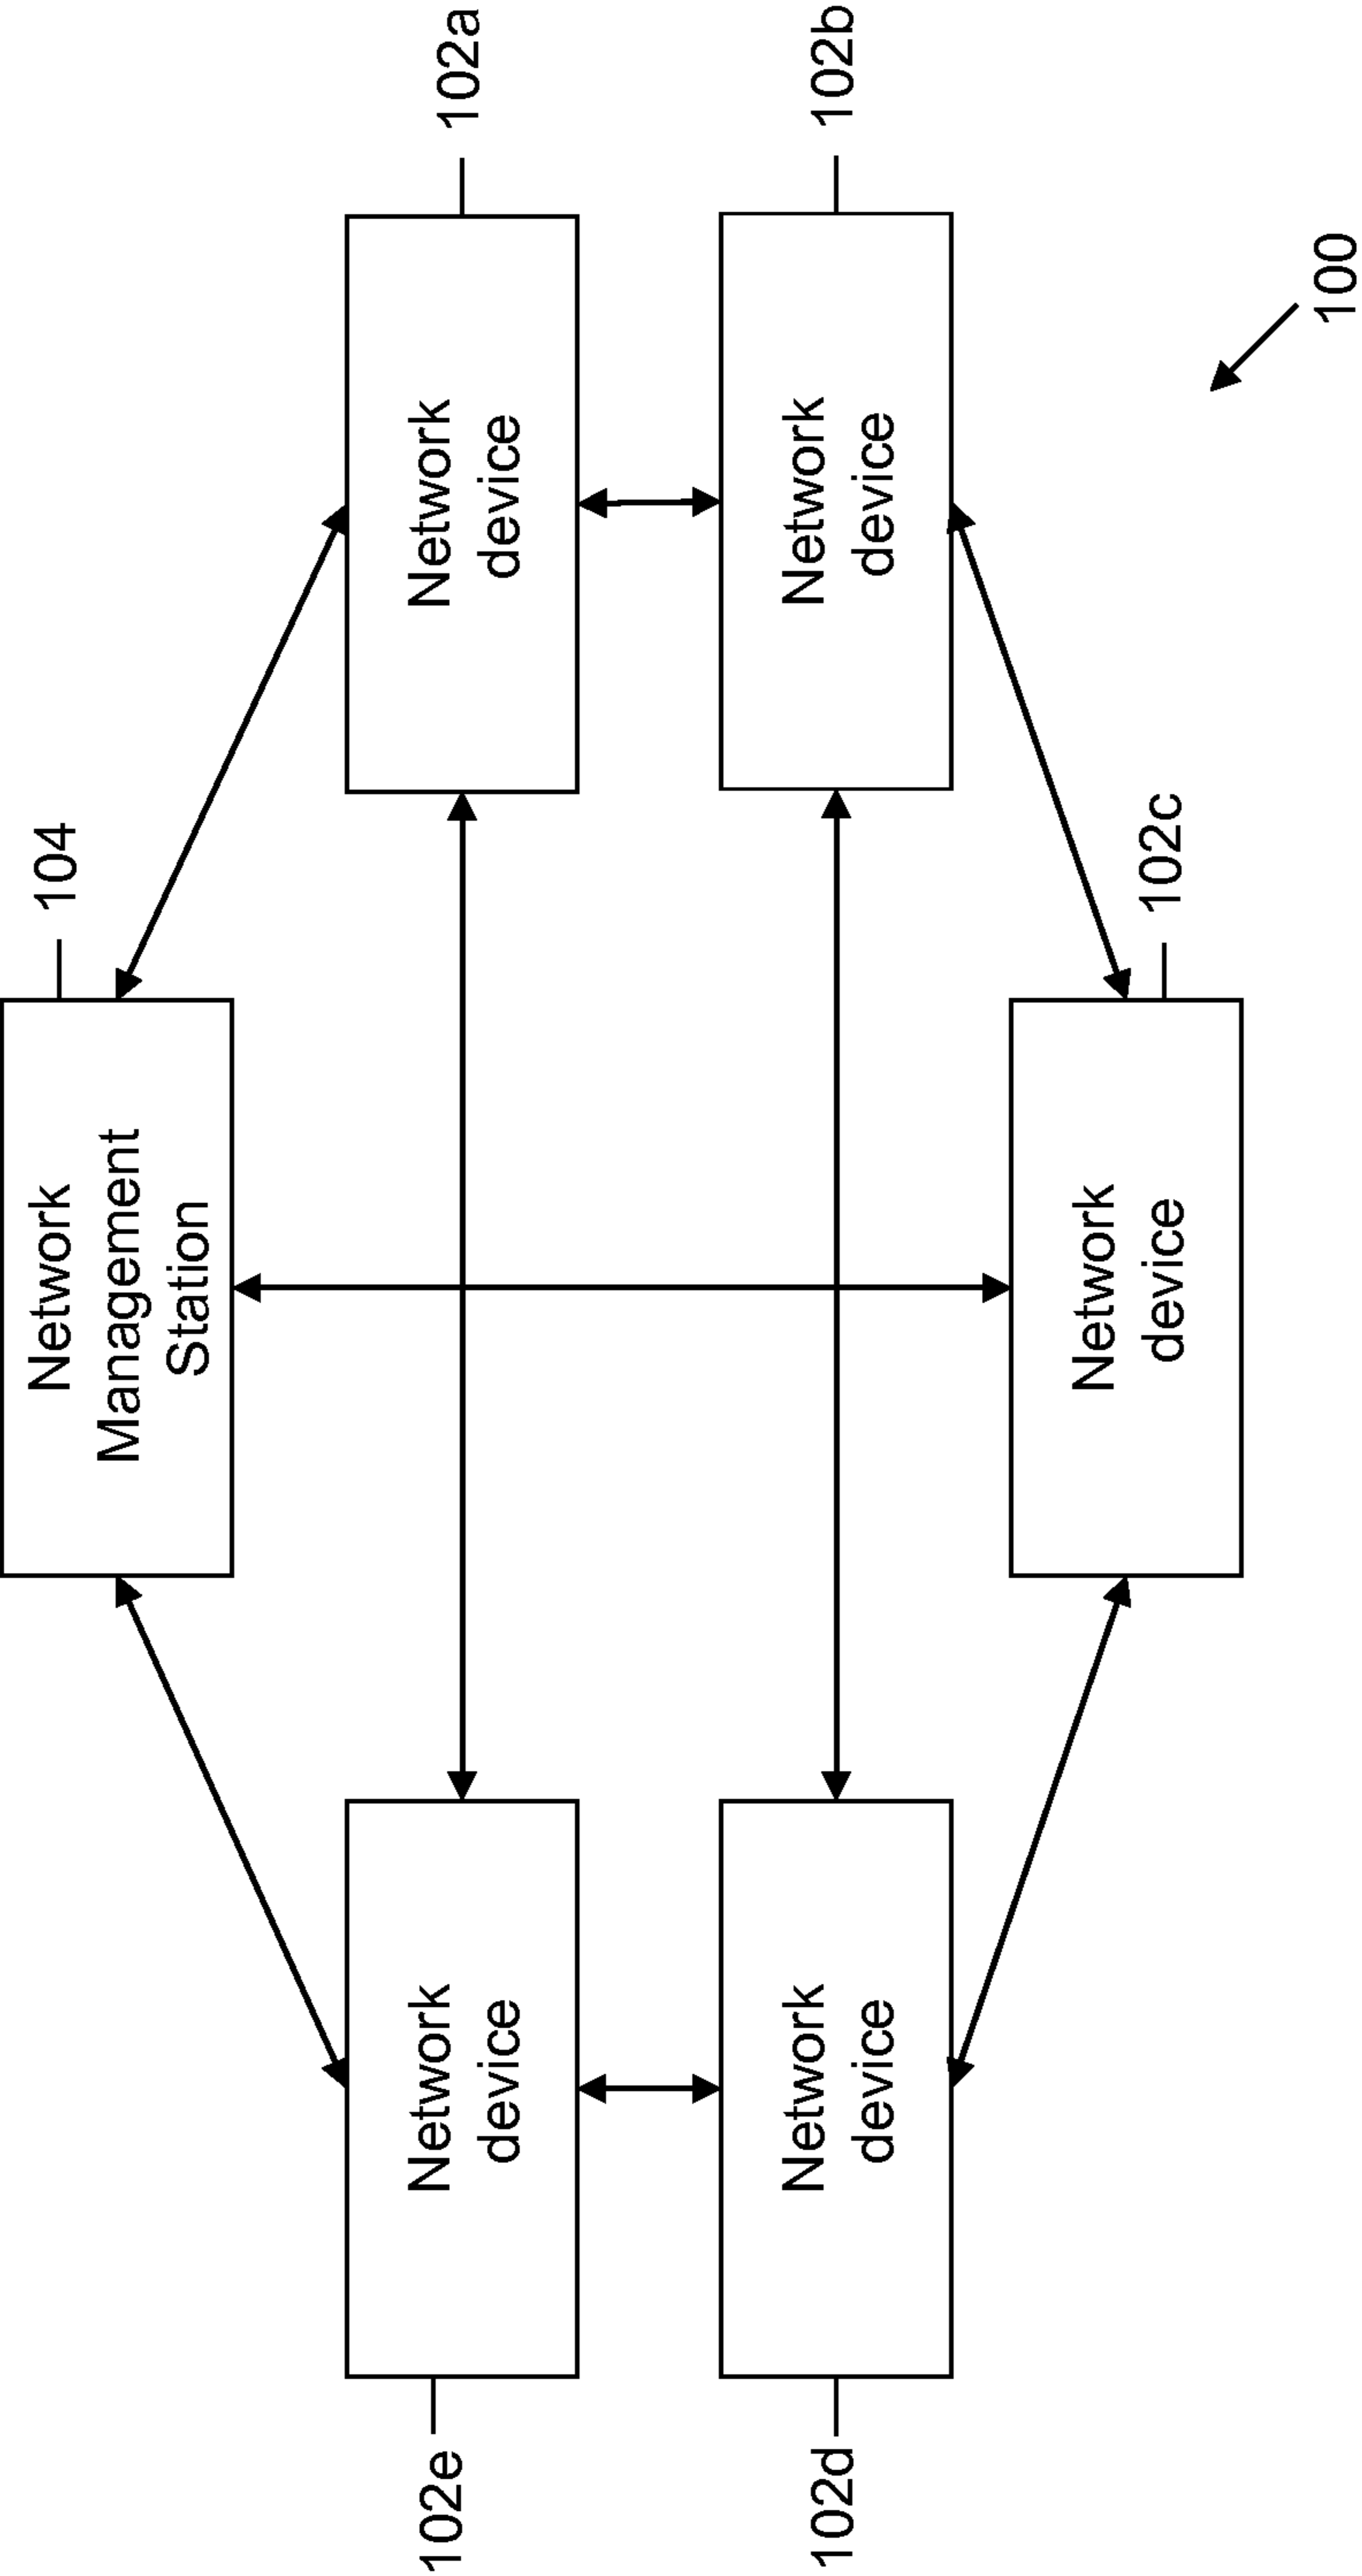 Network
Management
Station
104
Network
device
102e
Network
device
102a
Network
device
102d
Network
device
102b
Network
device
102c
100